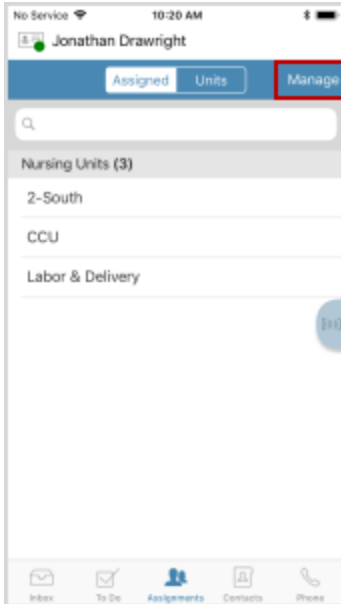 No Service 10:20 AM
Jonathan Drawright
Assigned Units Manage
Nursing Units (3)
2-South
CCU
Labor & Delivery
Inbox To Do Assignments Contacts Phone